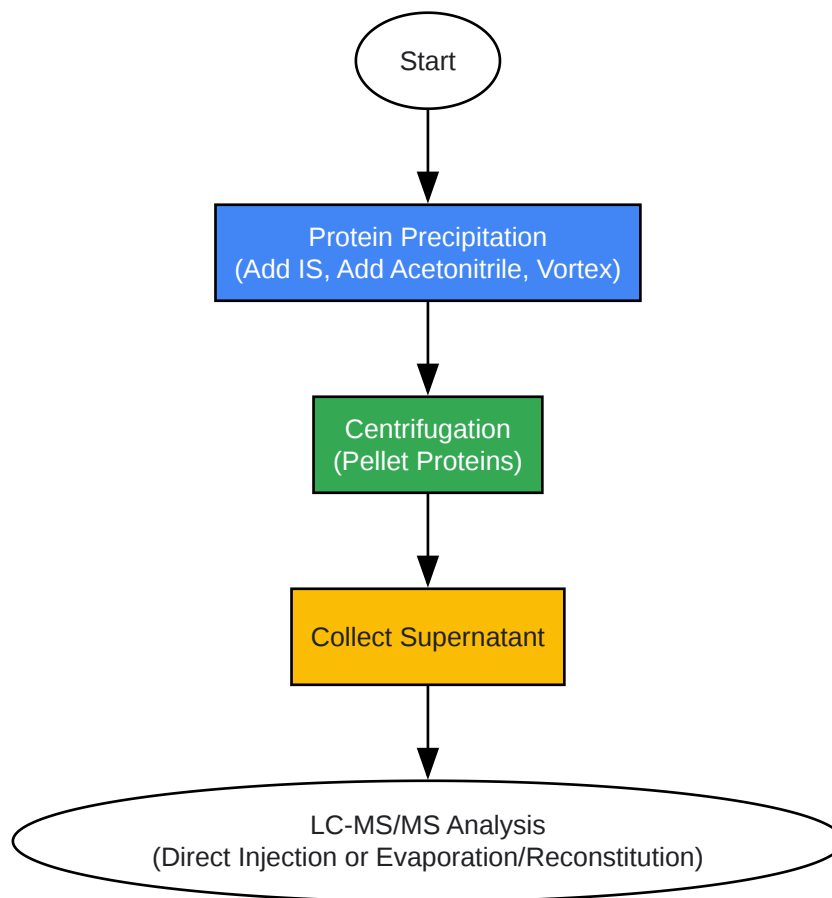 Start
Protein Precipitation
(Add IS, Add Acetonitrile, Vortex)
Centrifugation
(Pellet Proteins)
Collect Supernatant
LC-MS/MS Analysis
(Direct Injection or Evaporation/Reconstitution)